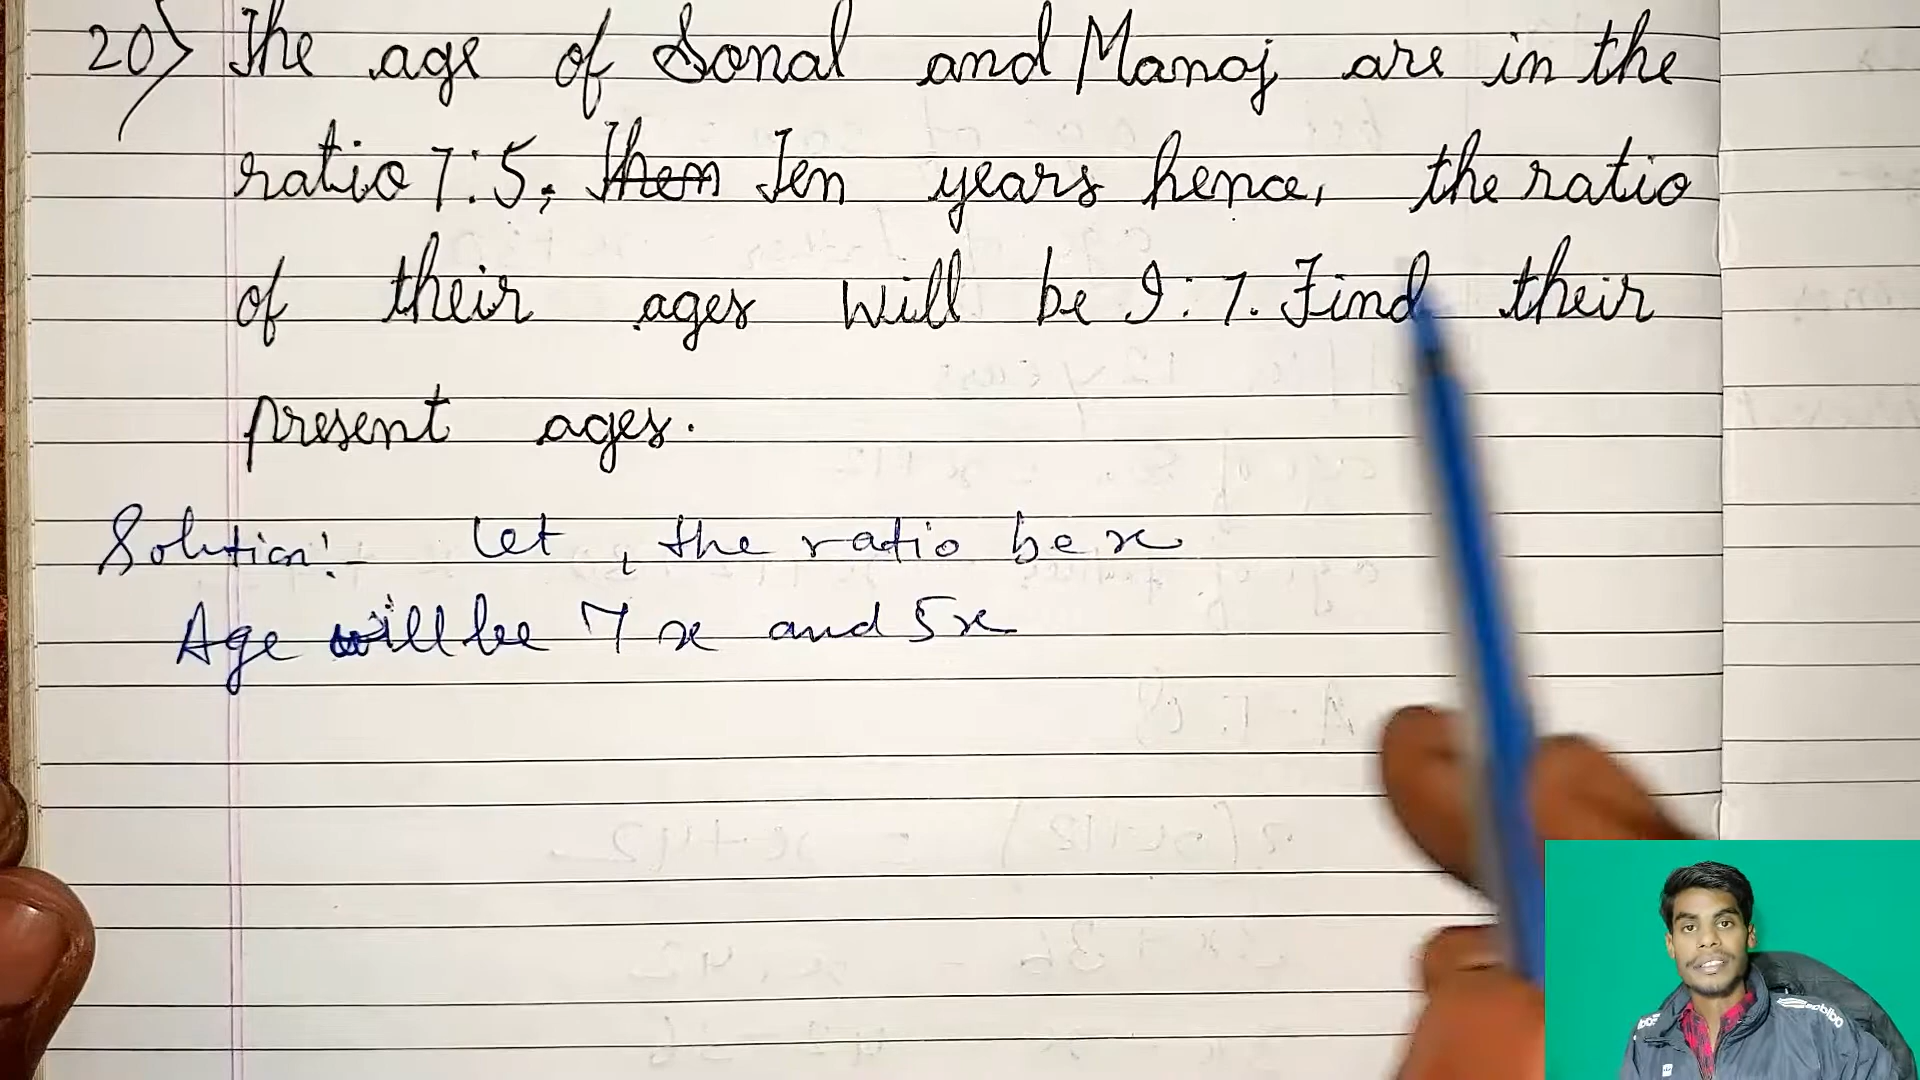 20) The age of Sonal and Manoj are in the
ratio 7:5. Then Ten years hence, the ratio
of their ages will be 9:7. Find their
present ages.
Solution:- Let, the ratio be x
Age will be 7x and 5x